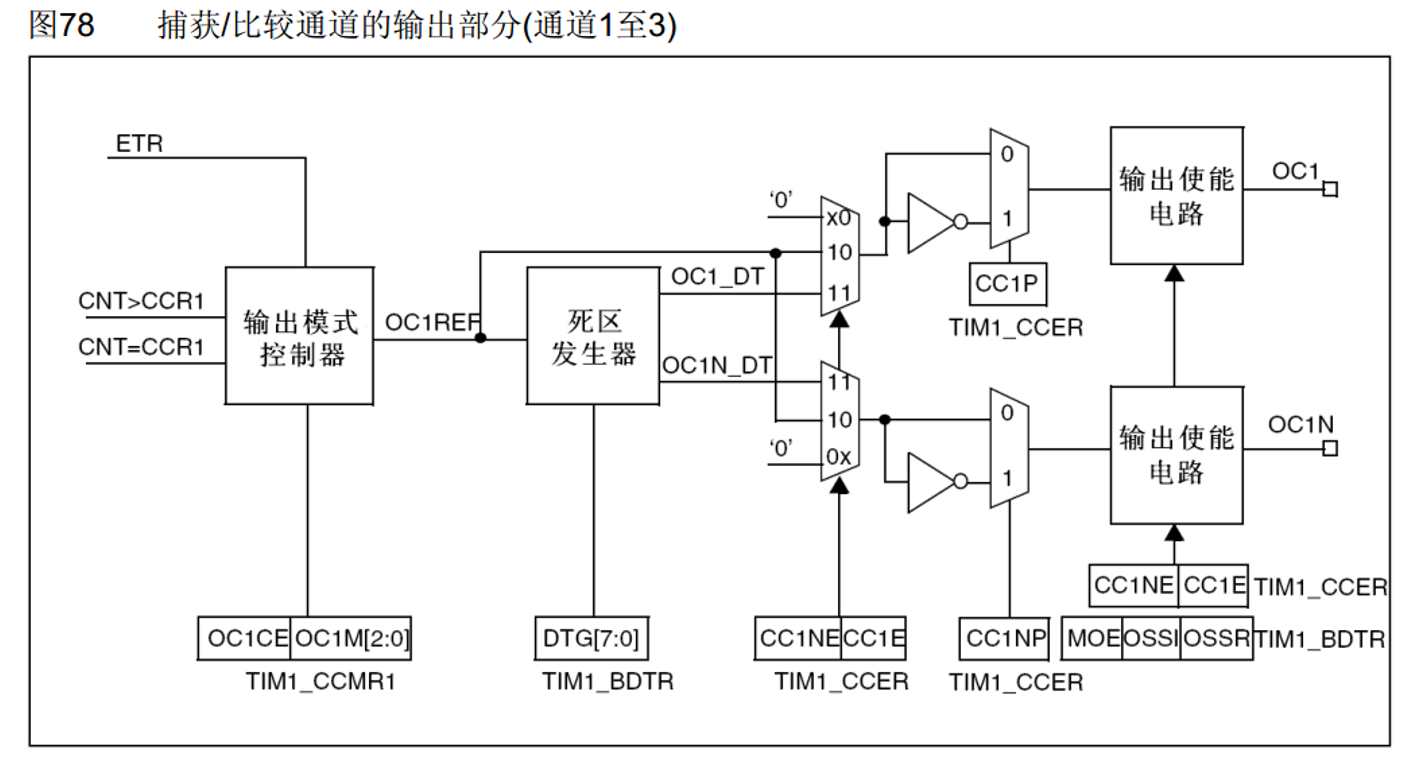 图78 捕获/比较通道的输出部分(通道1至3)
ETR
CNT>CCR1
CNT=CCR1
输出模式
控制器
OC1REF
死区
发生器
OC1_DT
OC1N_DT
‘0’
x0
10
11
11
10
0x
‘0’
0
1
CC1P
TIM1_CCER
0
1
输出使能
电路
OC1
输出使能
电路
OC1N
CC1NE CC1E TIM1_CCER
OC1CE OC1M[2:0]
TIM1_CCMR1
DTG[7:0]
TIM1_BDTR
CC1NE CC1E
TIM1_CCER
CC1NP
TIM1_CCER
MOE OSSI OSSR TIM1_BDTR